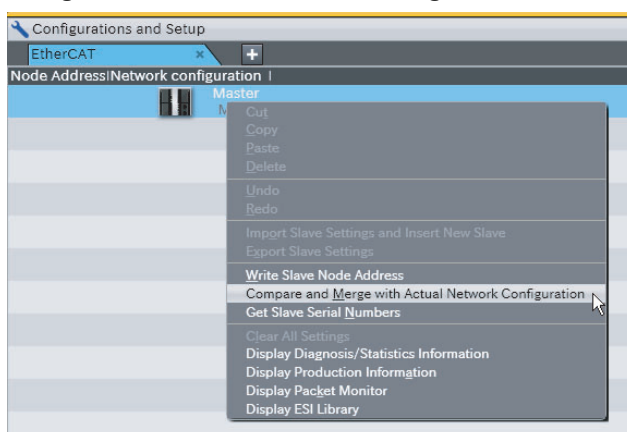 Configurations and Setup
EtherCAT × +
Node Address|Network configuration |
Master
M
Cut
Copy
Paste
Delete
Undo
Redo
Import Slave Settings and Insert New Slave
Export Slave Settings
Write Slave Node Address
Compare and Merge with Actual Network Configuration
Get Slave Serial Numbers
Clear All Settings
Display Diagnosis/Statistics Information
Display Production Information
Display Packet Monitor
Display ESI Library